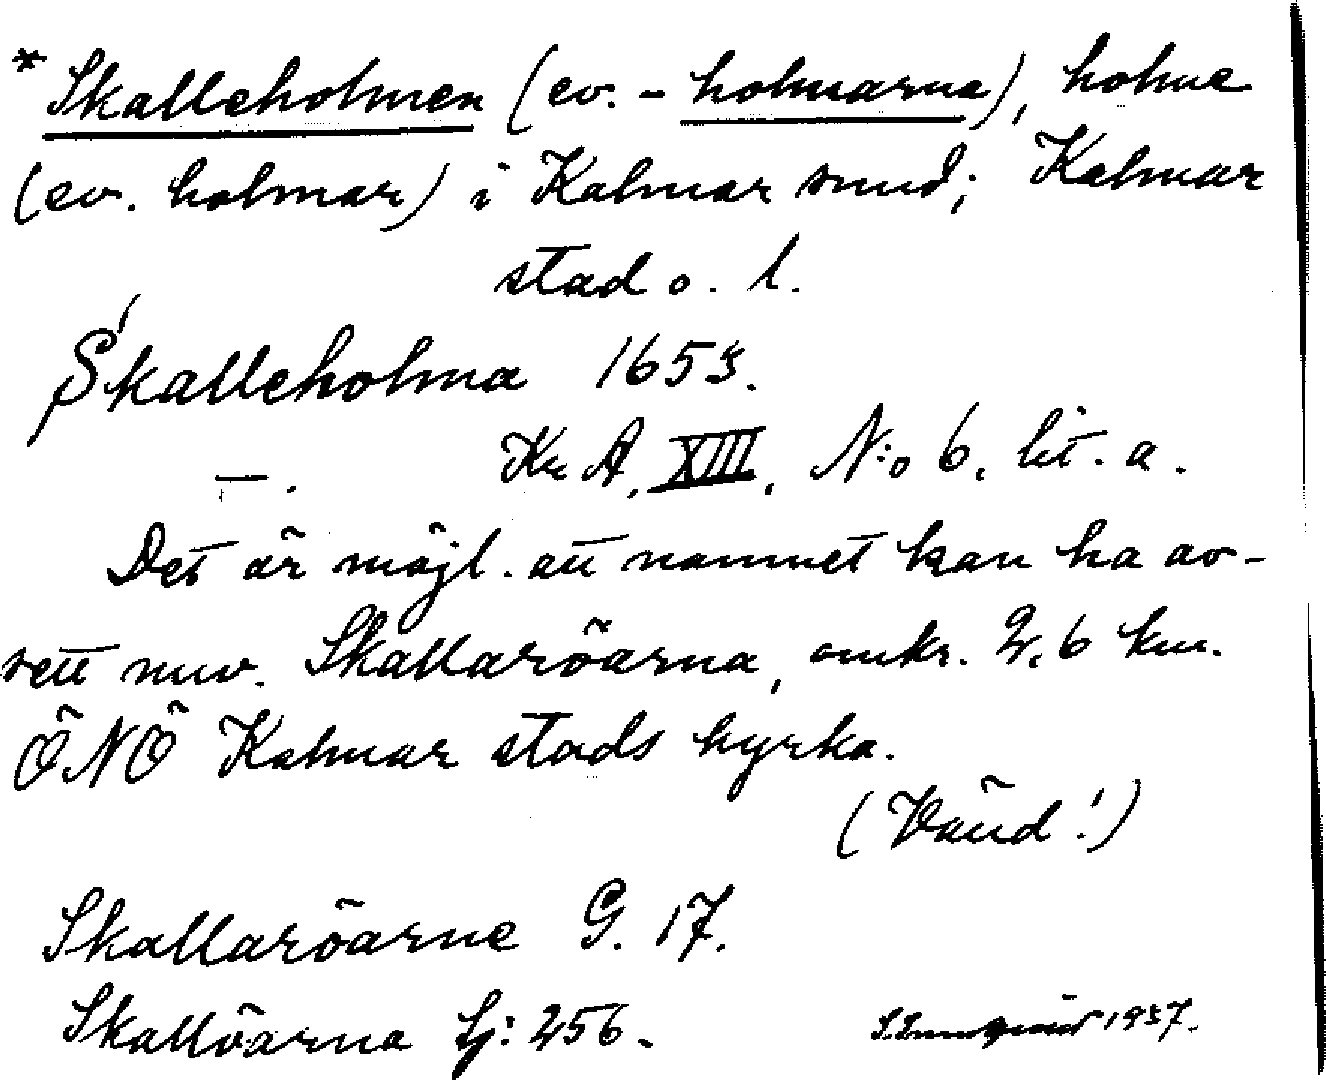 * Skalleholmen (ev. - holmarna), holme
(ev. holmar) i Kalmar sund; Kalmar
stad o. l.
Skalleholma 1653.
Kr A, XIII, N:o 6, lit. a.
— .
Det är möjl. att namnet kan ha av-
sett nuv. Skallaröarna, omkr. 2,6 km.
ÖNÖ Kalmar stads kyrka.
(Vänd!)
Skallaröarne G. 17.
Skallöarna Lj: 256.
1937.